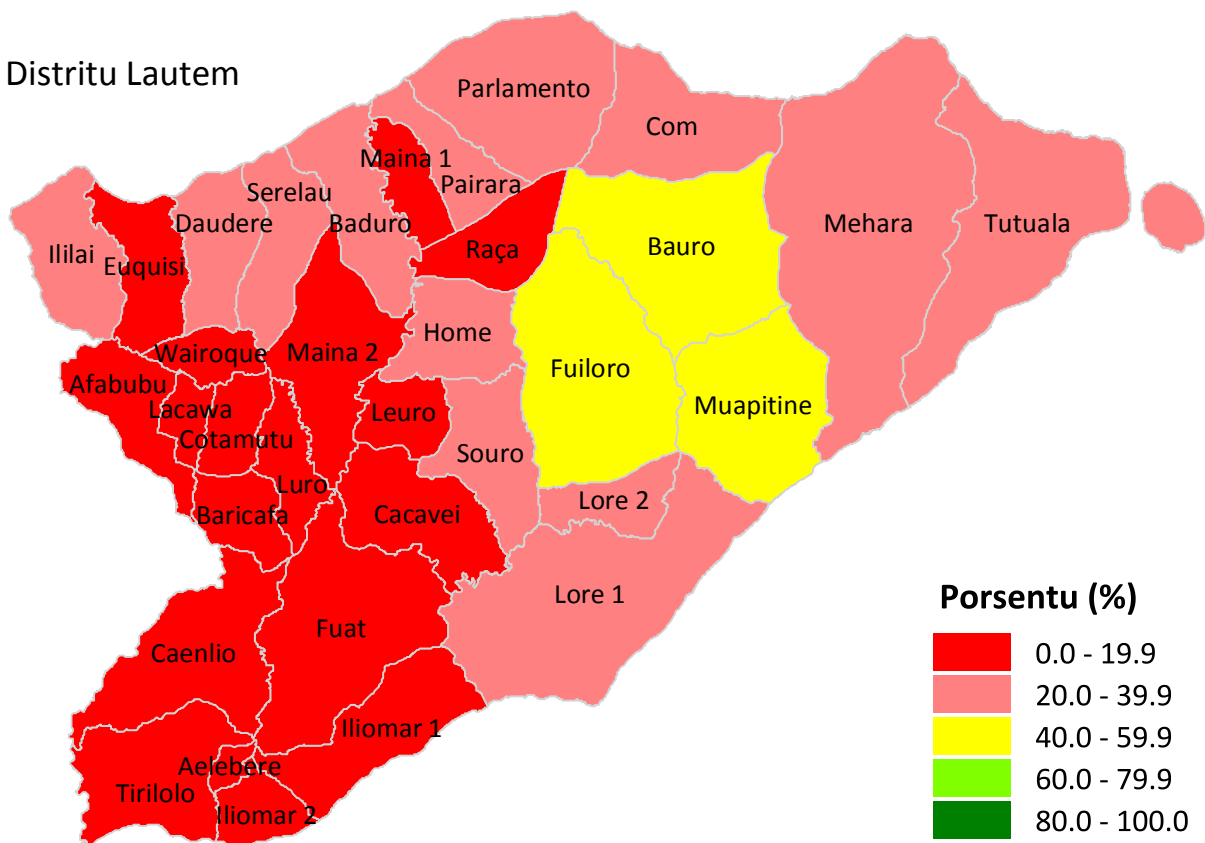 Distritu Lautem
Parlamento
Com
Maina 1
Pairara
Serelau
Daudere
Baduro
Mehara
Tutuala
Ililai
Euquisi
Raça
Bauro
Home
Wairoque
Maina 2
Fuiloro
Afabubu
Lacawa
Leuro
Muapitine
Cotamutu
Souro
Luro
Lore 2
Baricafa
Cacavei
Lore 1
Fuat
Caenlio
Iliomar 1
Aelebere
Tirilolo
Iliomar 2
Porsentu (%)
0.0 - 19.9
20.0 - 39.9
40.0 - 59.9
60.0 - 79.9
80.0 - 100.0